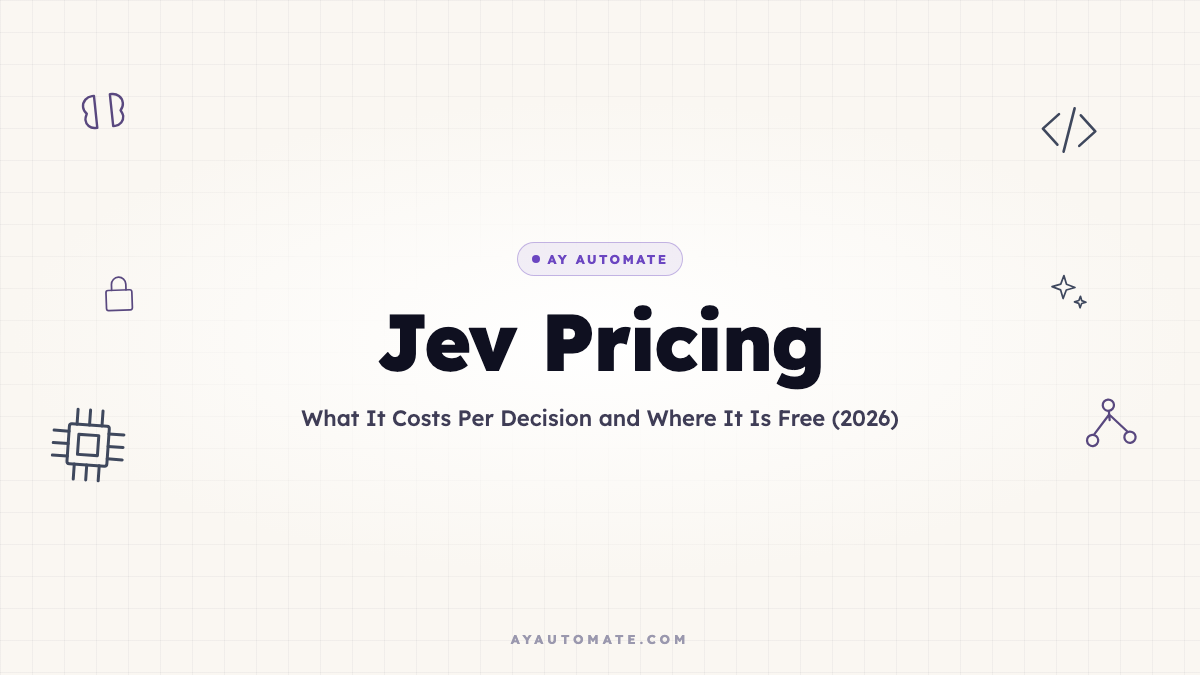 AY AUTOMATE
Jev Pricing
What It Costs Per Decision and Where It Is Free (2026)
AYAUTOMATE.COM